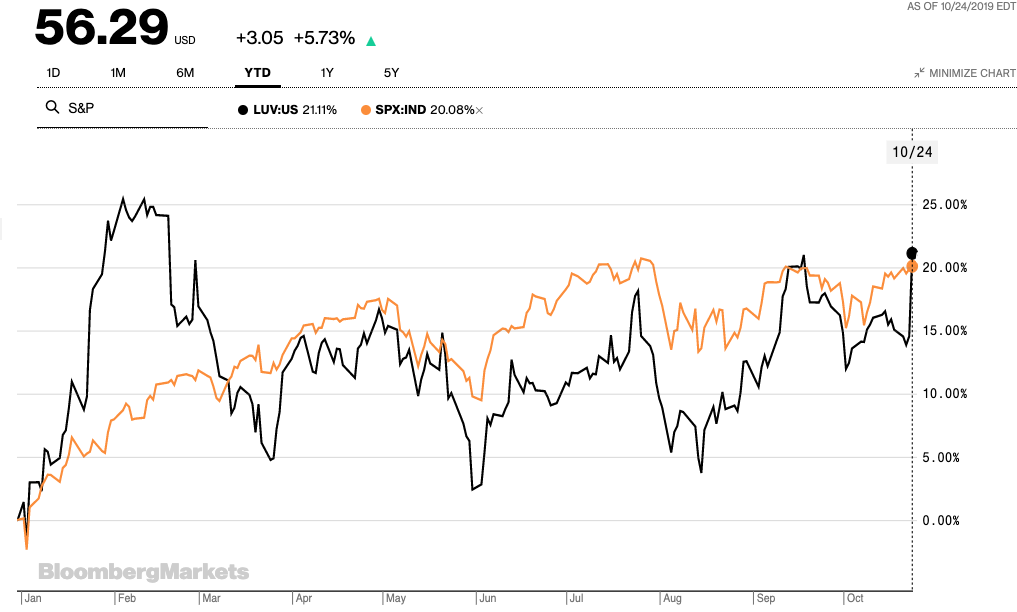 AS OF 10/24/2019 EDT
56.29 USD +3.05 +5.73% ▲
1D 1M 6M YTD 1Y 5Y MINIMIZE CHART
S&P LUV:US 21.11% SPX:IND 20.08%×
10/24
25.00%
20.00%
15.00%
10.00%
5.00%
0.00%
BloombergMarkets
Jan Feb Mar Apr May Jun Jul Aug Sep Oct